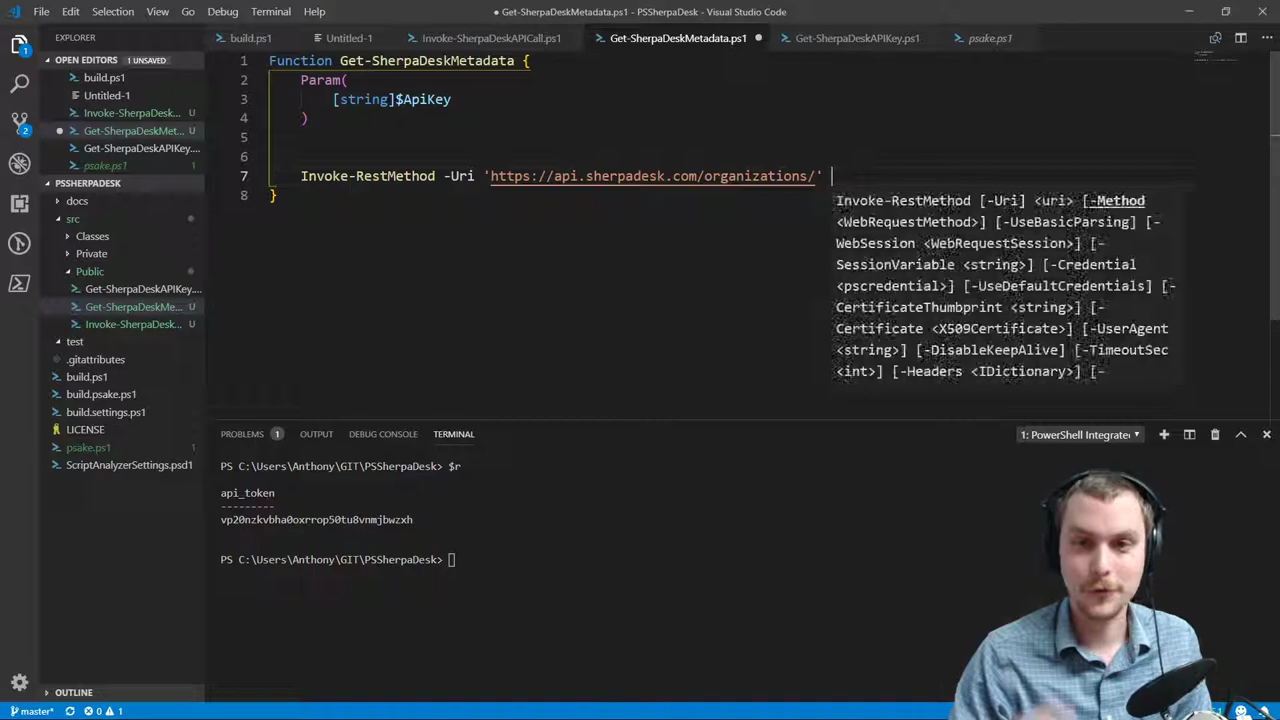 File Edit Selection View Go Debug Terminal Help
● Get-SherpaDeskMetadata.ps1 - PSSherpaDesk - Visual Studio Code
EXPLORER
build.ps1 Untitled-1 Invoke-SherpaDeskAPICall.ps1 Get-SherpaDeskMetadata.ps1 ● Get-SherpaDeskAPIKey.ps1 psake.ps1
OPEN EDITORS 1 UNSAVED
build.ps1
Untitled-1
Invoke-SherpaDesk... U
Get-SherpaDeskMet... U
Get-SherpaDeskAPIKey....
psake.ps1 U
PSSHERPADESK
docs
src
Classes
Private
Public
Get-SherpaDeskAPIKey....
Get-SherpaDeskMe... U
Invoke-SherpaDesk... U
test
.gitattributes
build.ps1
build.psake.ps1
build.settings.ps1
LICENSE
psake.ps1 U
ScriptAnalyzerSettings.psd1
OUTLINE
1 Function Get-SherpaDeskMetadata {
2 Param(
3 [string]$ApiKey
4 )
5
6
7 Invoke-RestMethod -Uri 'https://api.sherpadesk.com/organizations/'
8 }
Invoke-RestMethod [-Uri] <uri> [-Method
<WebRequestMethod>] [-UseBasicParsing] [-
WebSession <WebRequestSession>] [-
SessionVariable <string>] [-Credential
<pscredential>] [-UseDefaultCredentials] [-
CertificateThumbprint <string>] [-
Certificate <X509Certificate>] [-UserAgent
<string>] [-DisableKeepAlive] [-TimeoutSec
<int>] [-Headers <IDictionary>] [-
PROBLEMS 1 OUTPUT DEBUG CONSOLE TERMINAL
1: PowerShell Integrate
PS C:\Users\Anthony\GIT\PSSherpaDesk> $r
api_token
---------
vp20nzkvbha0oxrrop50tu8vnmjbwzxh
PS C:\Users\Anthony\GIT\PSSherpaDesk>
master* 0 1